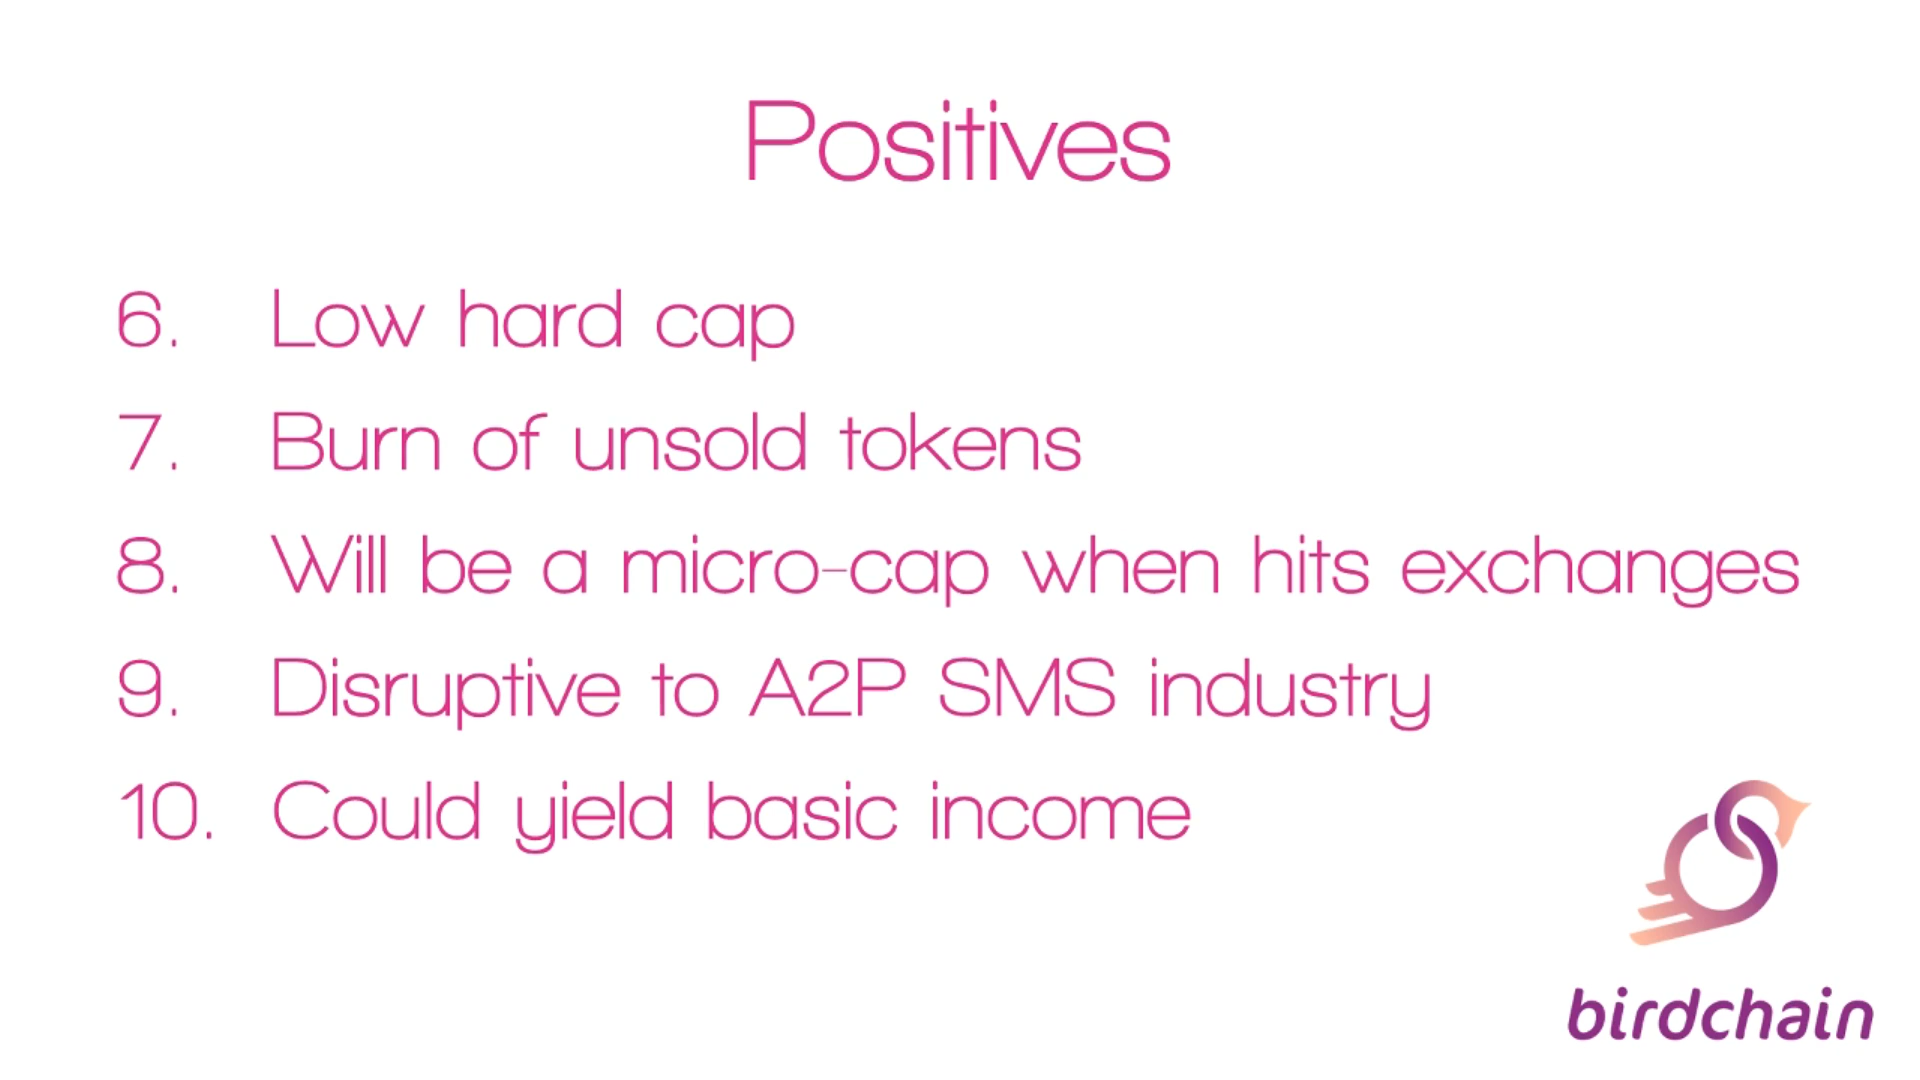 Positives
6. Low hard cap
7. Burn of unsold tokens
8. Will be a micro-cap when hits exchanges
9. Disruptive to A2P SMS industry
10. Could yield basic income
birdchain